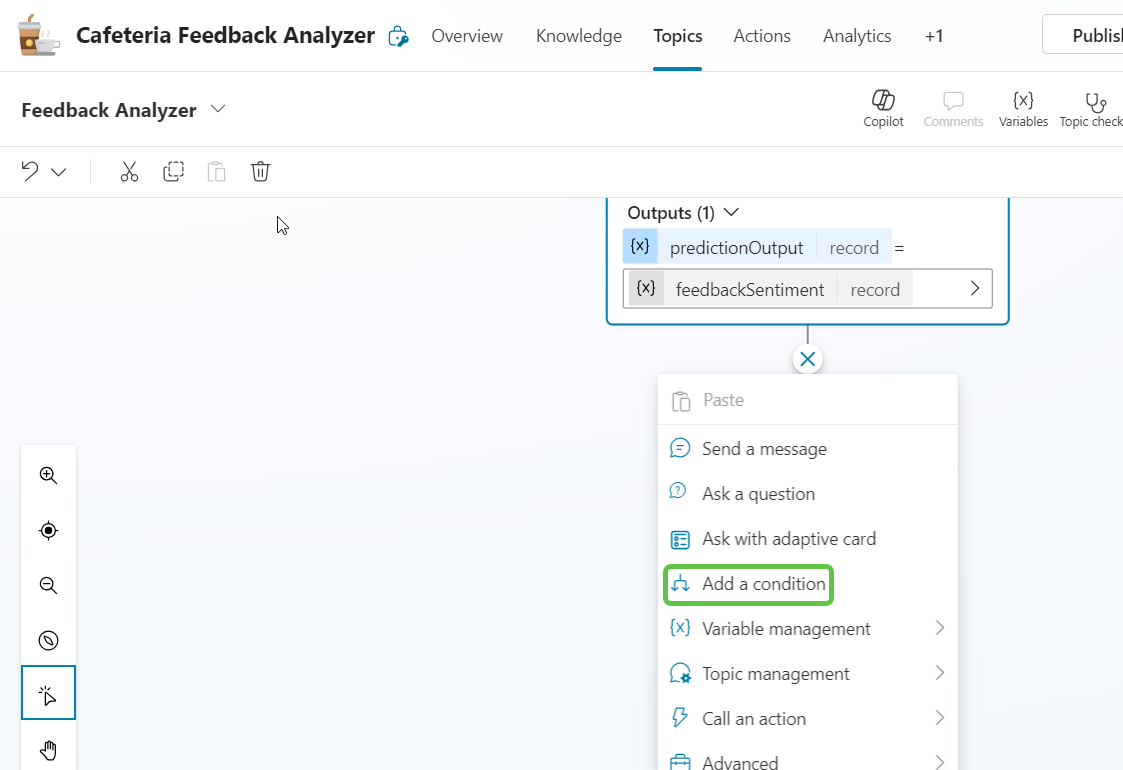 Cafeteria Feedback Analyzer Overview Knowledge Topics Actions Analytics +1 Publish
Feedback Analyzer
Copilot Comments Variables Topic check
Outputs (1)
{x} predictionOutput record =
{x} feedbackSentiment record
Paste
Send a message
Ask a question
Ask with adaptive card
Add a condition
{x} Variable management
Topic management
Call an action
Advanced